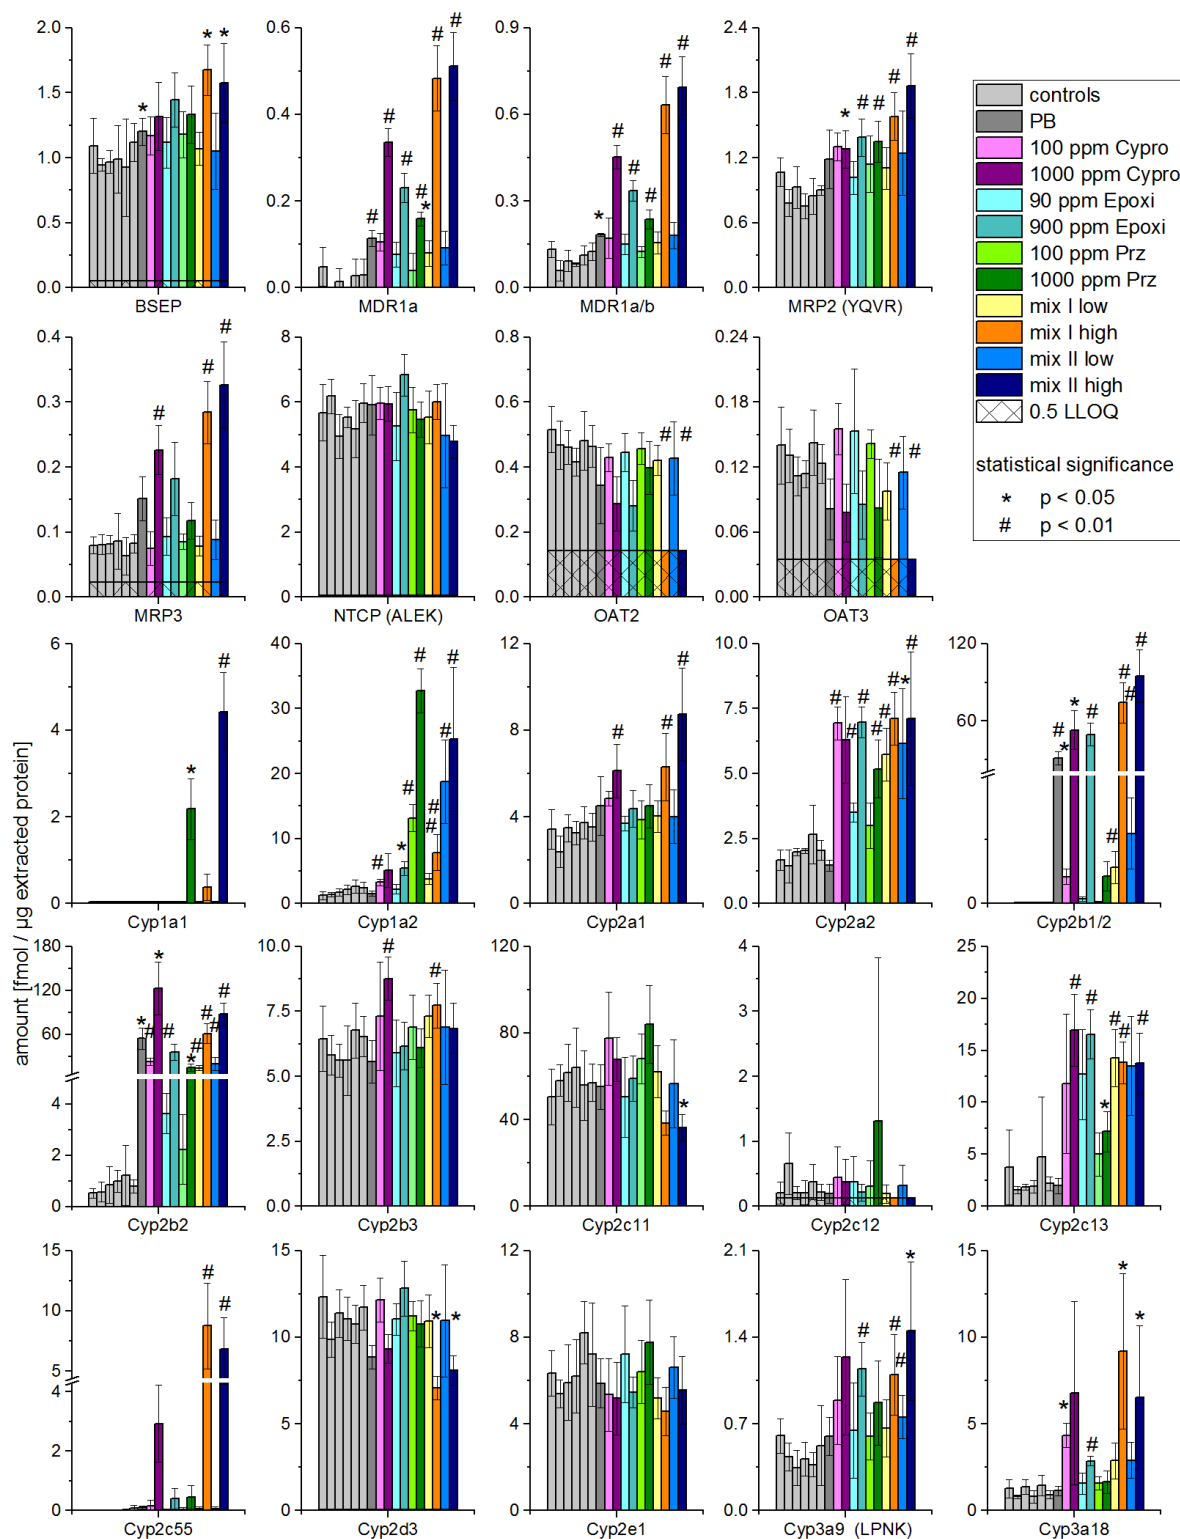 2.0
1.5
1.0
0.5
0.0
BSEP
* * *
0.6
0.4
0.2
0.0
MDR1a
# # # # * # #
0.9
0.6
0.3
0.0
MDR1a/b
* # # # # #
2.4
1.8
1.2
0.6
0.0
MRP2 (YQVR)
* # # # #
controls
PB
100 ppm Cypro
1000 ppm Cypro
90 ppm Epoxi
900 ppm Epoxi
100 ppm Prz
1000 ppm Prz
mix I low
mix I high
mix II low
mix II high
0.5 LLOQ
statistical significance
* p < 0.05
# p < 0.01
0.4
0.3
0.2
0.1
0.0
MRP3
# # #
8
6
4
2
0
NTCP (ALEK)
0.8
0.6
0.4
0.2
0.0
OAT2
# #
0.24
0.18
0.12
0.06
0.00
OAT3
# #
amount [fmol / µg extracted protein]
6
4
2
0
Cyp1a1
* #
40
30
20
10
0
Cyp1a2
# * # # # # # #
12
8
4
0
Cyp2a1
# # #
10.0
7.5
5.0
2.5
0.0
Cyp2a2
# # # # # # * #
120
60
0
Cyp2b1/2
# * * # # # # #
180
120
60
4
2
0
Cyp2b2
* # * # * # # # #
10.0
7.5
5.0
2.5
0.0
Cyp2b3
# #
120
80
40
0
Cyp2c11
*
4
3
2
1
0
Cyp2c12
25
20
15
10
5
0
Cyp2c13
# # * # # #
15
10
5
4
2
0
Cyp2c55
# #
15
10
5
0
Cyp2d3
* *
12
8
4
0
Cyp2e1
2.1
1.4
0.7
0.0
Cyp3a9 (LPNK)
# # # *
15
10
5
0
Cyp3a18
* # * *